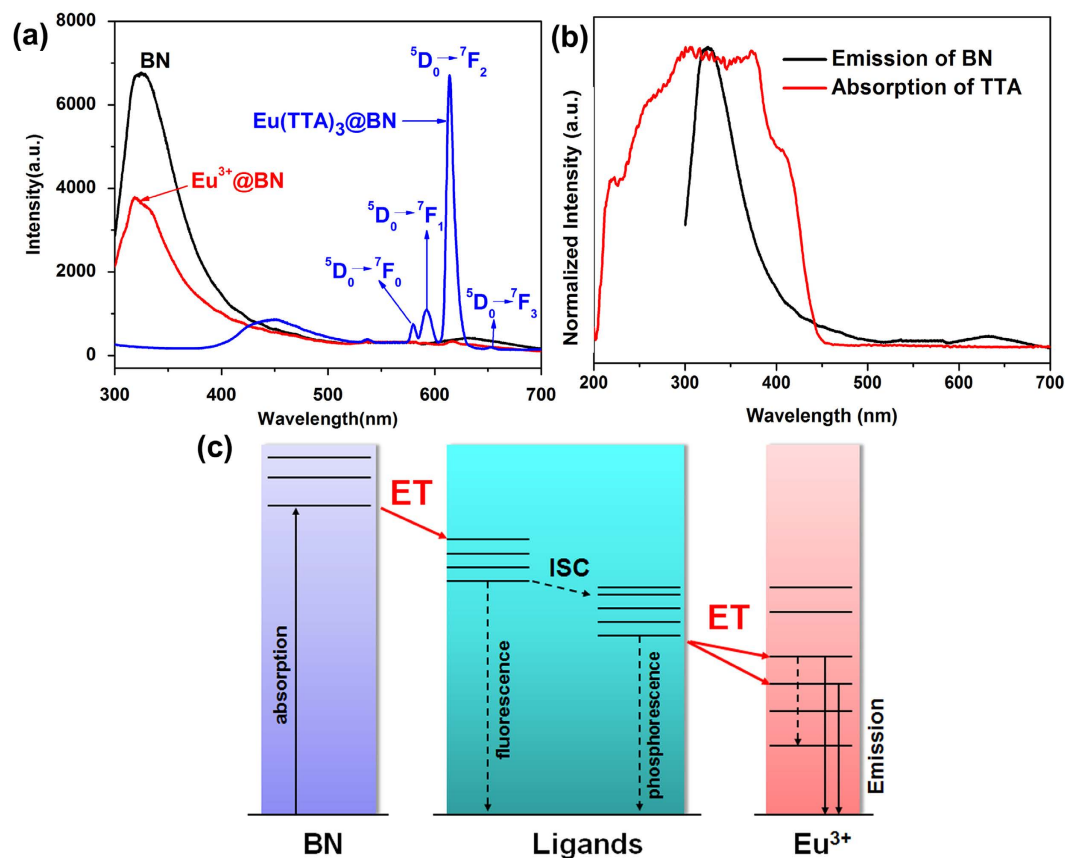 (a)
8000
6000
4000
2000
0
Intensity(a.u.)
300 400 500 600 700
Wavelength(nm)
BN
Eu³⁺@BN
Eu(TTA)₃@BN
⁵D₀→⁷F₂
⁵D₀→⁷F₁
⁵D₀→⁷F₀
⁵D₀→⁷F₃
(b)
Normalized Intensity (a.u.)
Emission of BN
Absorption of TTA
200 300 400 500 600 700
Wavelength (nm)
(c)
ET
ISC
ET
absorption
fluorescence
phosphorescence
Emission
BN
Ligands
Eu³⁺